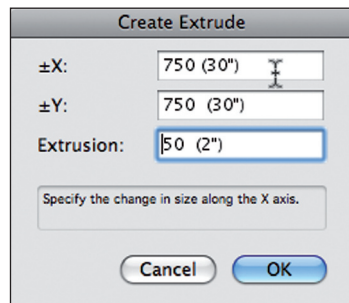 Create Extrude
±X: 750 (30")
±Y: 750 (30")
Extrusion: 50 (2")
Specify the change in size along the X axis.
Cancel OK